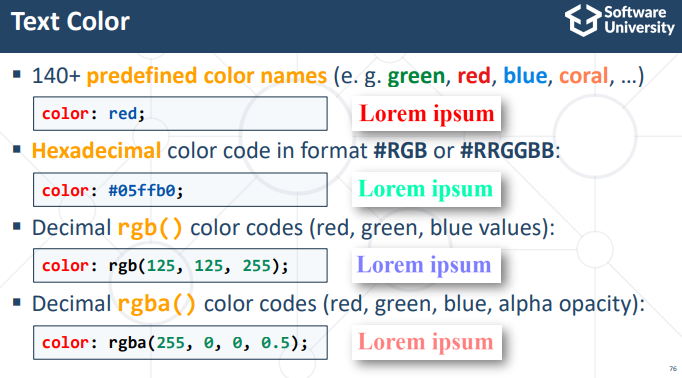 Text Color
Software
University
▪ 140+ predefined color names (e. g. green, red, blue, coral, …)
color: red;
Lorem ipsum
▪ Hexadecimal color code in format #RGB or #RRGGBB:
color: #05ffb0;
Lorem ipsum
▪ Decimal rgb() color codes (red, green, blue values):
color: rgb(125, 125, 255);
Lorem ipsum
▪ Decimal rgba() color codes (red, green, blue, alpha opacity):
color: rgba(255, 0, 0, 0.5);
Lorem ipsum
76